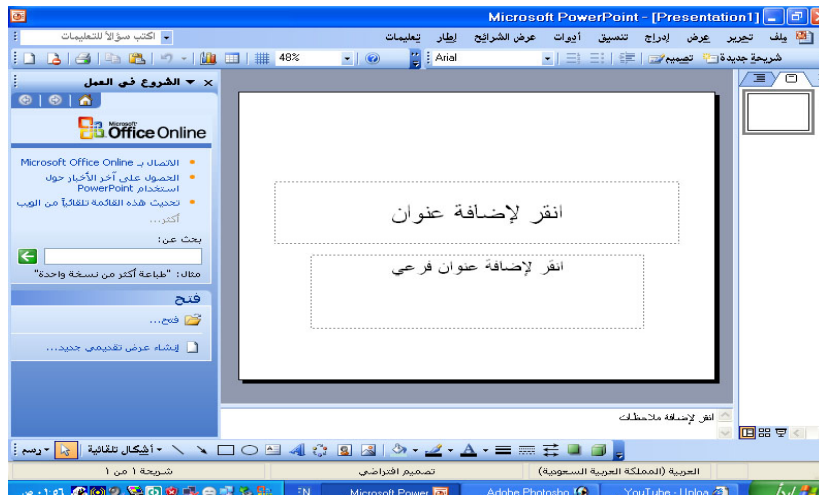 Microsoft PowerPoint - [Presentation1]
ملف تحرير عرض إدراج تنسيق أدوات عرض الشرائح إطار تعليمات
اكتب سؤالاً للتعليمات
شريحة جديدة تصميم
Arial
48%
الشروع في العمل
Microsoft Office Online
الاتصال بـ Microsoft Office Online
الحصول على آخر الأخبار حول
استخدام PowerPoint
تحديث هذه القائمة تلقائياً من الويب
أكثر...
بحث عن:
مثال: "طباعة أكثر من نسخة واحدة"
فتح
فتح...
إنشاء عرض تقديمي جديد...
انقر لإضافة عنوان
انقر لإضافة عنوان فرعي
انقر لإضافة ملاحظات
رسم
أشكال تلقائية
العربية (المملكة العربية السعودية)
تصميم افتراضي
شريحة ١ من ١
ابدأ
YouTube - Uploa
Adobe Photosho
Microsoft Power